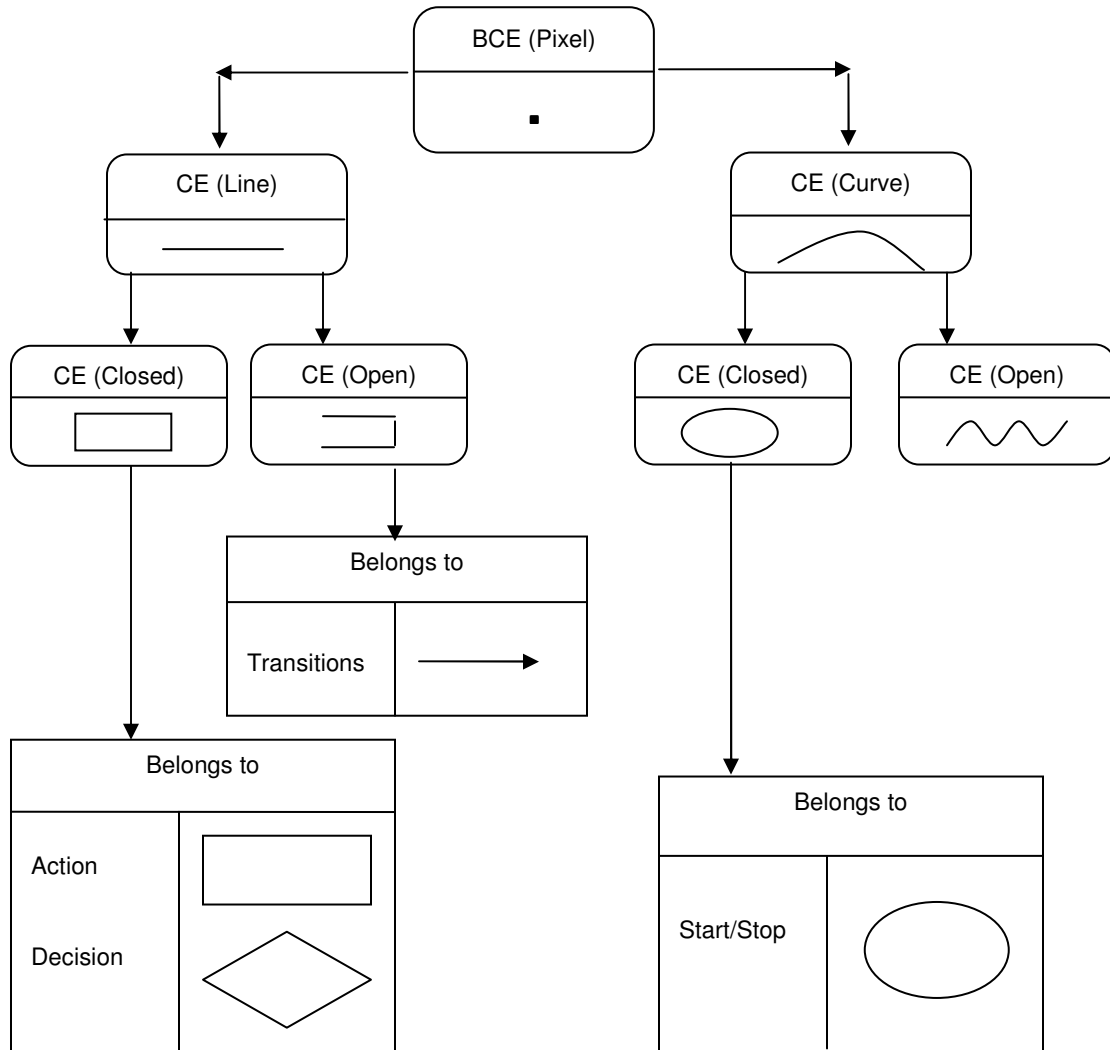 BCE (Pixel)
CE (Line)
CE (Curve)
CE (Closed)
CE (Open)
CE (Closed)
CE (Open)
Belongs to
Transitions
Belongs to
Action
Decision
Belongs to
Start/Stop